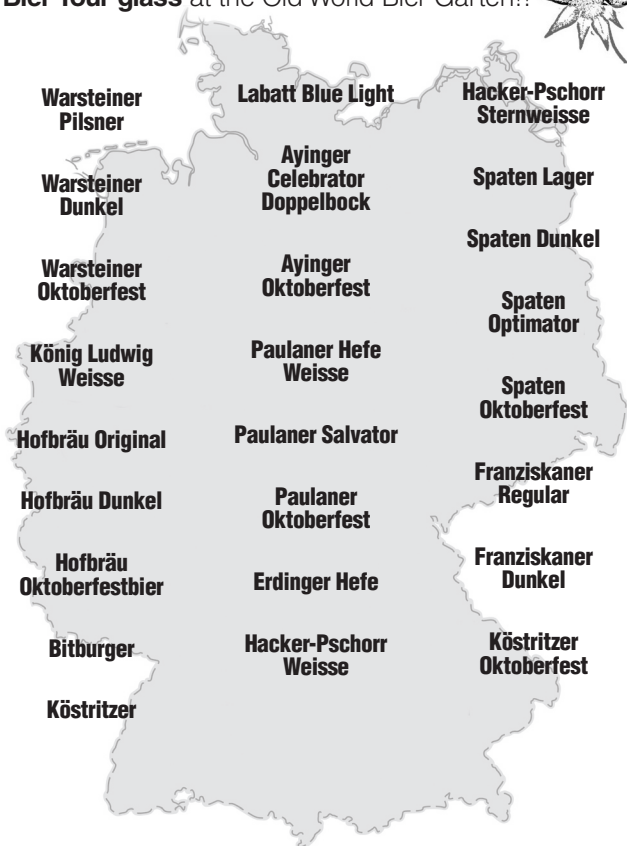 Bier Tour glass at the Old World Bier Garten!!
Warsteiner
Pilsner
Warsteiner
Dunkel
Warsteiner
Oktoberfest
König Ludwig
Weisse
Hofbräu Original
Hofbräu Dunkel
Hofbräu
Oktoberfestbier
Bitburger
Köstritzer
Labatt Blue Light
Ayinger
Celebrator
Doppelbock
Ayinger
Oktoberfest
Paulaner Hefe
Weisse
Paulaner Salvator
Paulaner
Oktoberfest
Erdinger Hefe
Hacker-Pschorr
Weisse
Hacker-Pschorr
Sternweisse
Spaten Lager
Spaten Dunkel
Spaten
Optimator
Spaten
Oktoberfest
Franziskaner
Regular
Franziskaner
Dunkel
Köstritzer
Oktoberfest